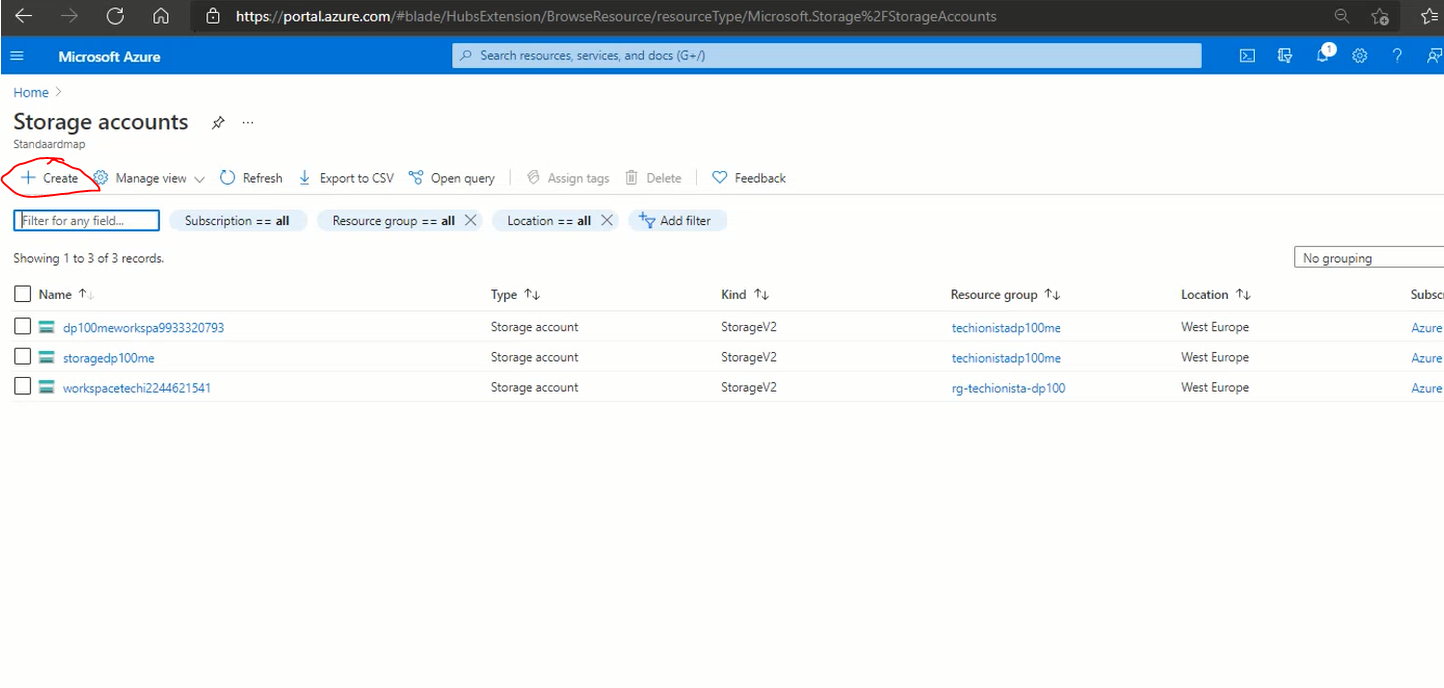 https://portal.azure.com/#blade/HubsExtension/BrowseResource/resourceType/Microsoft.Storage%2FStorageAccounts
Microsoft Azure Search resources, services, and docs (G+/) 1
Home >
Storage accounts ...
Standaardmap
+ Create Manage view Refresh Export to CSV Open query Assign tags Delete Feedback
Filter for any field... Subscription == all Resource group == all Location == all Add filter
Showing 1 to 3 of 3 records. No grouping
Name Type Kind Resource group Location Subsc
dp100meworkspa9933320793 Storage account StorageV2 techionistadp100me West Europe Azure
storagedp100me Storage account StorageV2 techionistadp100me West Europe Azure
workspacetechi2244621541 Storage account StorageV2 rg-techionista-dp100 West Europe Azure